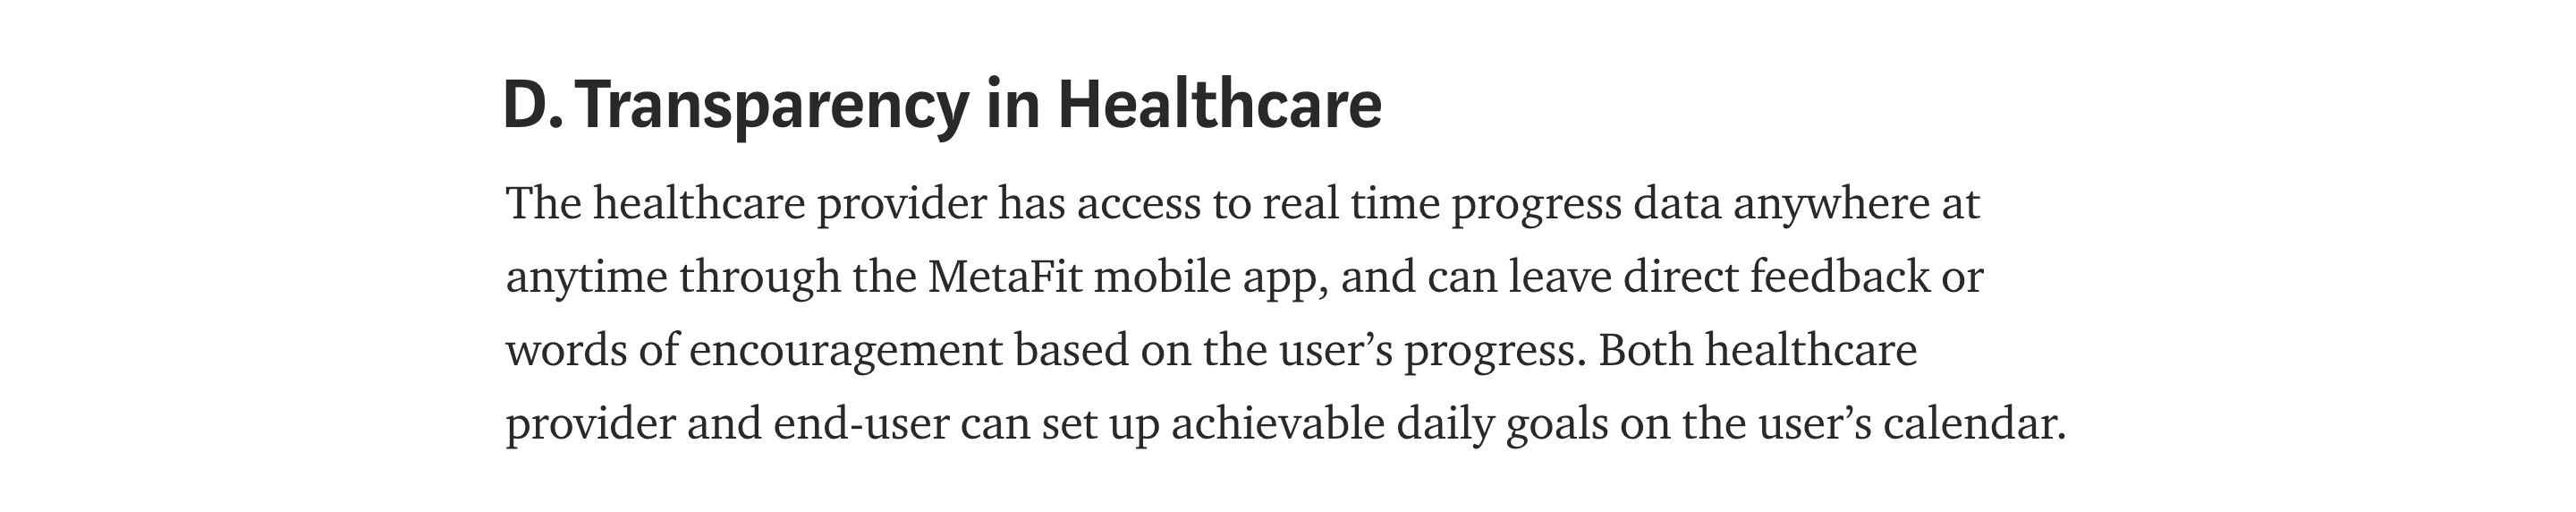 D. Transparency in Healthcare
The healthcare provider has access to real time progress data anywhere at
anytime through the MetaFit mobile app, and can leave direct feedback or
words of encouragement based on the user’s progress. Both healthcare
provider and end-user can set up achievable daily goals on the user’s calendar.